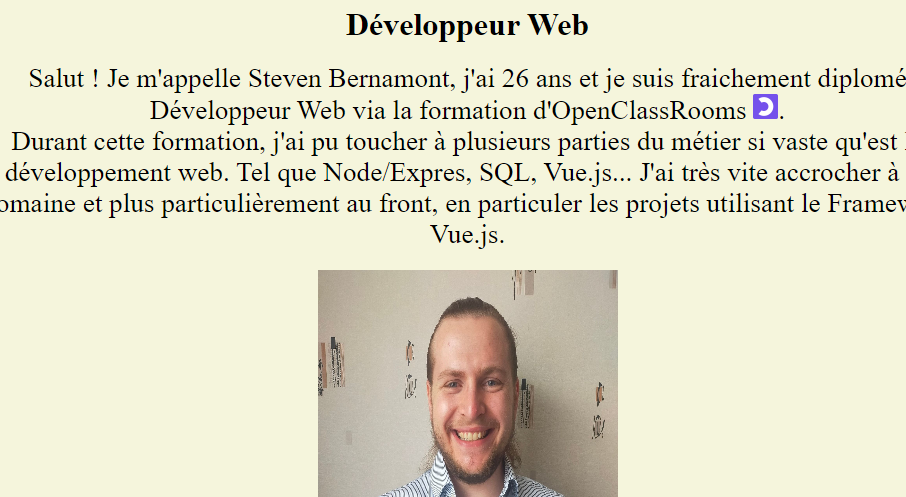 Développeur Web
Salut ! Je m'appelle Steven Bernamont, j'ai 26 ans et je suis fraichement diplomé
Développeur Web via la formation d'OpenClassRooms .
Durant cette formation, j'ai pu toucher à plusieurs parties du métier si vaste qu'est
développement web. Tel que Node/Expres, SQL, Vue.js... J'ai très vite accrocher à
omaine et plus particulièrement au front, en particuler les projets utilisant le Framew
Vue.js.